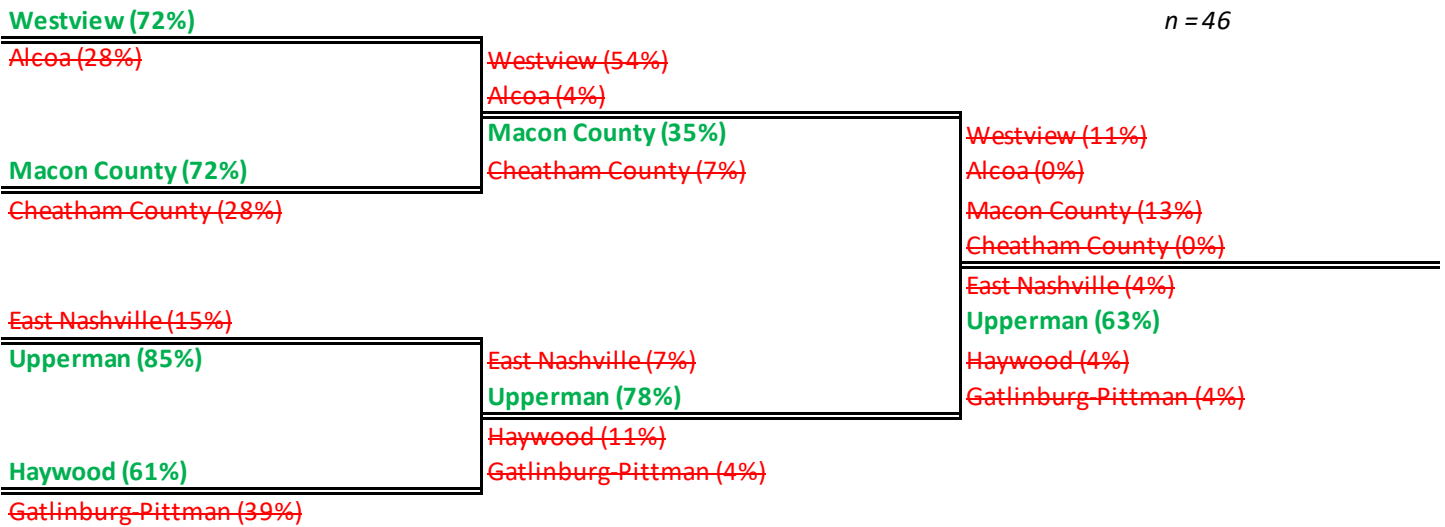 Westview (72%)
n = 46
Alcoa (28%)
Westview (54%)
Alcoa (4%)
Macon County (35%)
Westview (11%)
Macon County (72%)
Cheatham County (7%)
Alcoa (0%)
Cheatham County (28%)
Macon County (13%)
Cheatham County (0%)
East Nashville (4%)
East Nashville (15%)
Upperman (63%)
Upperman (85%)
East Nashville (7%)
Haywood (4%)
Upperman (78%)
Gatlinburg-Pittman (4%)
Haywood (11%)
Haywood (61%)
Gatlinburg-Pittman (4%)
Gatlinburg-Pittman (39%)